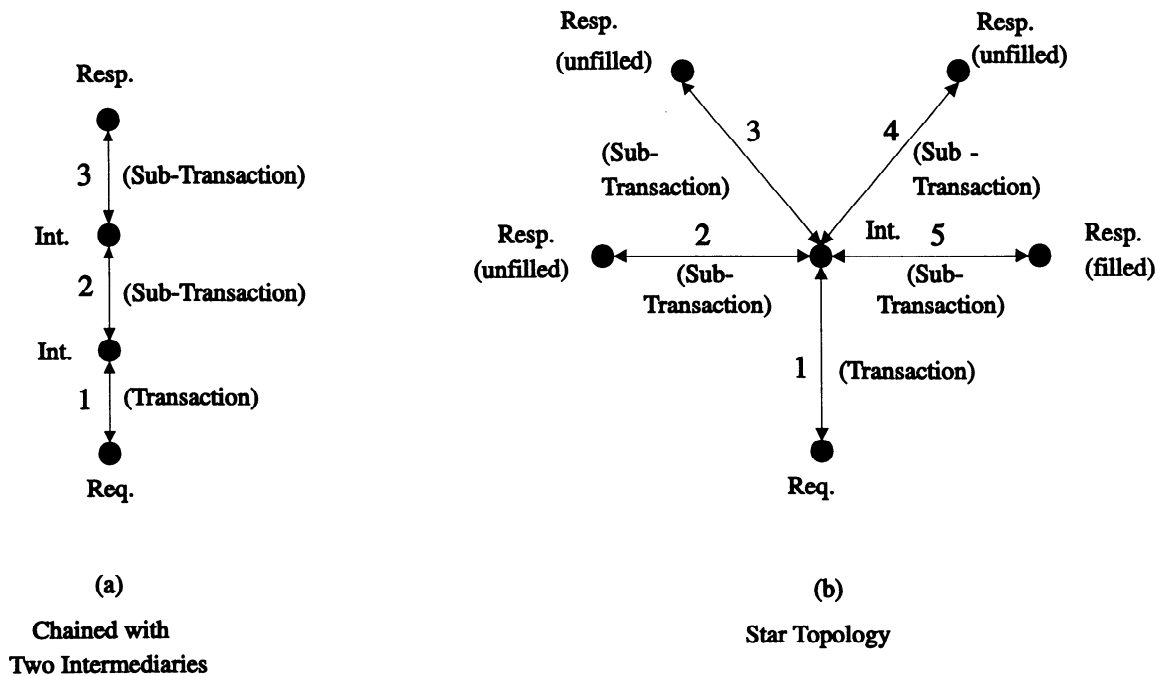 Resp.
3 (Sub-Transaction)
Int.
2 (Sub-Transaction)
Int.
1 (Transaction)
Req.
(a)
Chained with
Two Intermediaries
Resp.
(unfilled)
Resp.
(unfilled)
3
(Sub-
Transaction)
4
(Sub -
Transaction)
Resp.
(unfilled)
2
(Sub-
Transaction)
Int.
5
(Sub-
Transaction)
Resp.
(filled)
1 (Transaction)
Req.
(b)
Star Topology